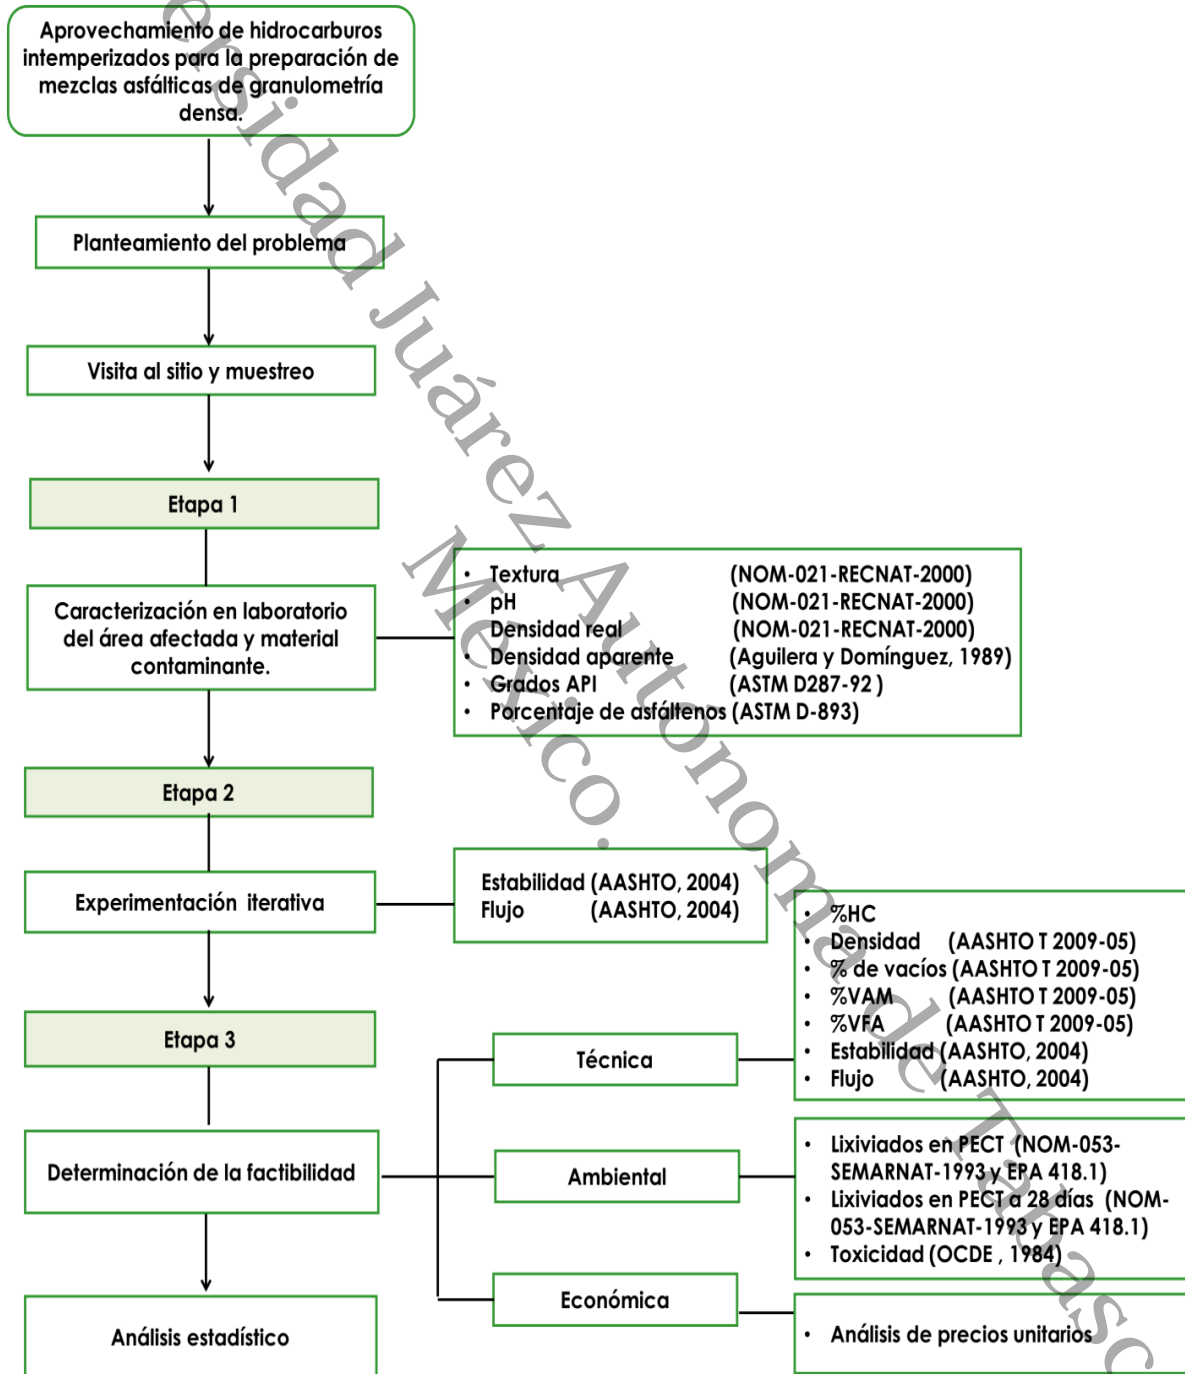 Aprovechamiento de hidrocarburos
intemperizados para la preparación de
mezclas asfálticas de granulometría
densa.
Planteamiento del problema
Visita al sitio y muestreo
Etapa 1
Caracterización en laboratorio
del área afectada y material
contaminante.
• Textura (NOM-021-RECNAT-2000)
• pH (NOM-021-RECNAT-2000)
Densidad real (NOM-021-RECNAT-2000)
• Densidad aparente (Aguilera y Domínguez, 1989)
• Grados API (ASTM D287-92 )
• Porcentaje de asfáltenos (ASTM D-893)
Etapa 2
Experimentación iterativa
Estabilidad (AASHTO, 2004)
Flujo (AASHTO, 2004)
Etapa 3
Determinación de la factibilidad
Técnica
• %HC
• Densidad (AASHTO T 2009-05)
• % de vacíos (AASHTO T 2009-05)
• %VAM (AASHTO T 2009-05)
• %VFA (AASHTO T 2009-05)
• Estabilidad (AASHTO, 2004)
• Flujo (AASHTO, 2004)
Ambiental
• Lixiviados en PECT (NOM-053-
SEMARNAT-1993 y EPA 418.1)
• Lixiviados en PECT a 28 días (NOM-
053-SEMARNAT-1993 y EPA 418.1)
• Toxicidad (OCDE , 1984)
Económica
• Análisis de precios unitarios
Análisis estadístico
ersidad Juárez Autónoma de Tabasc
México.